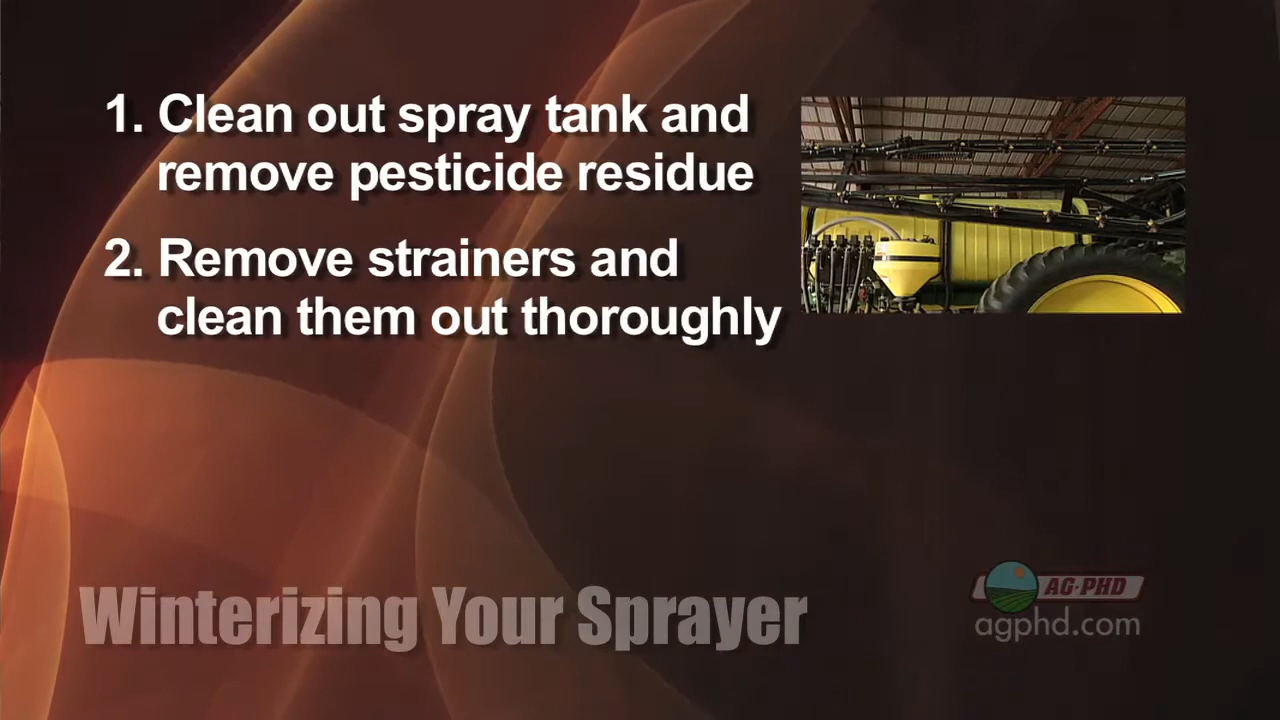 1. Clean out spray tank and
remove pesticide residue
2. Remove strainers and
clean them out thoroughly
Winterizing Your Sprayer
AG·PHD
agphd.com